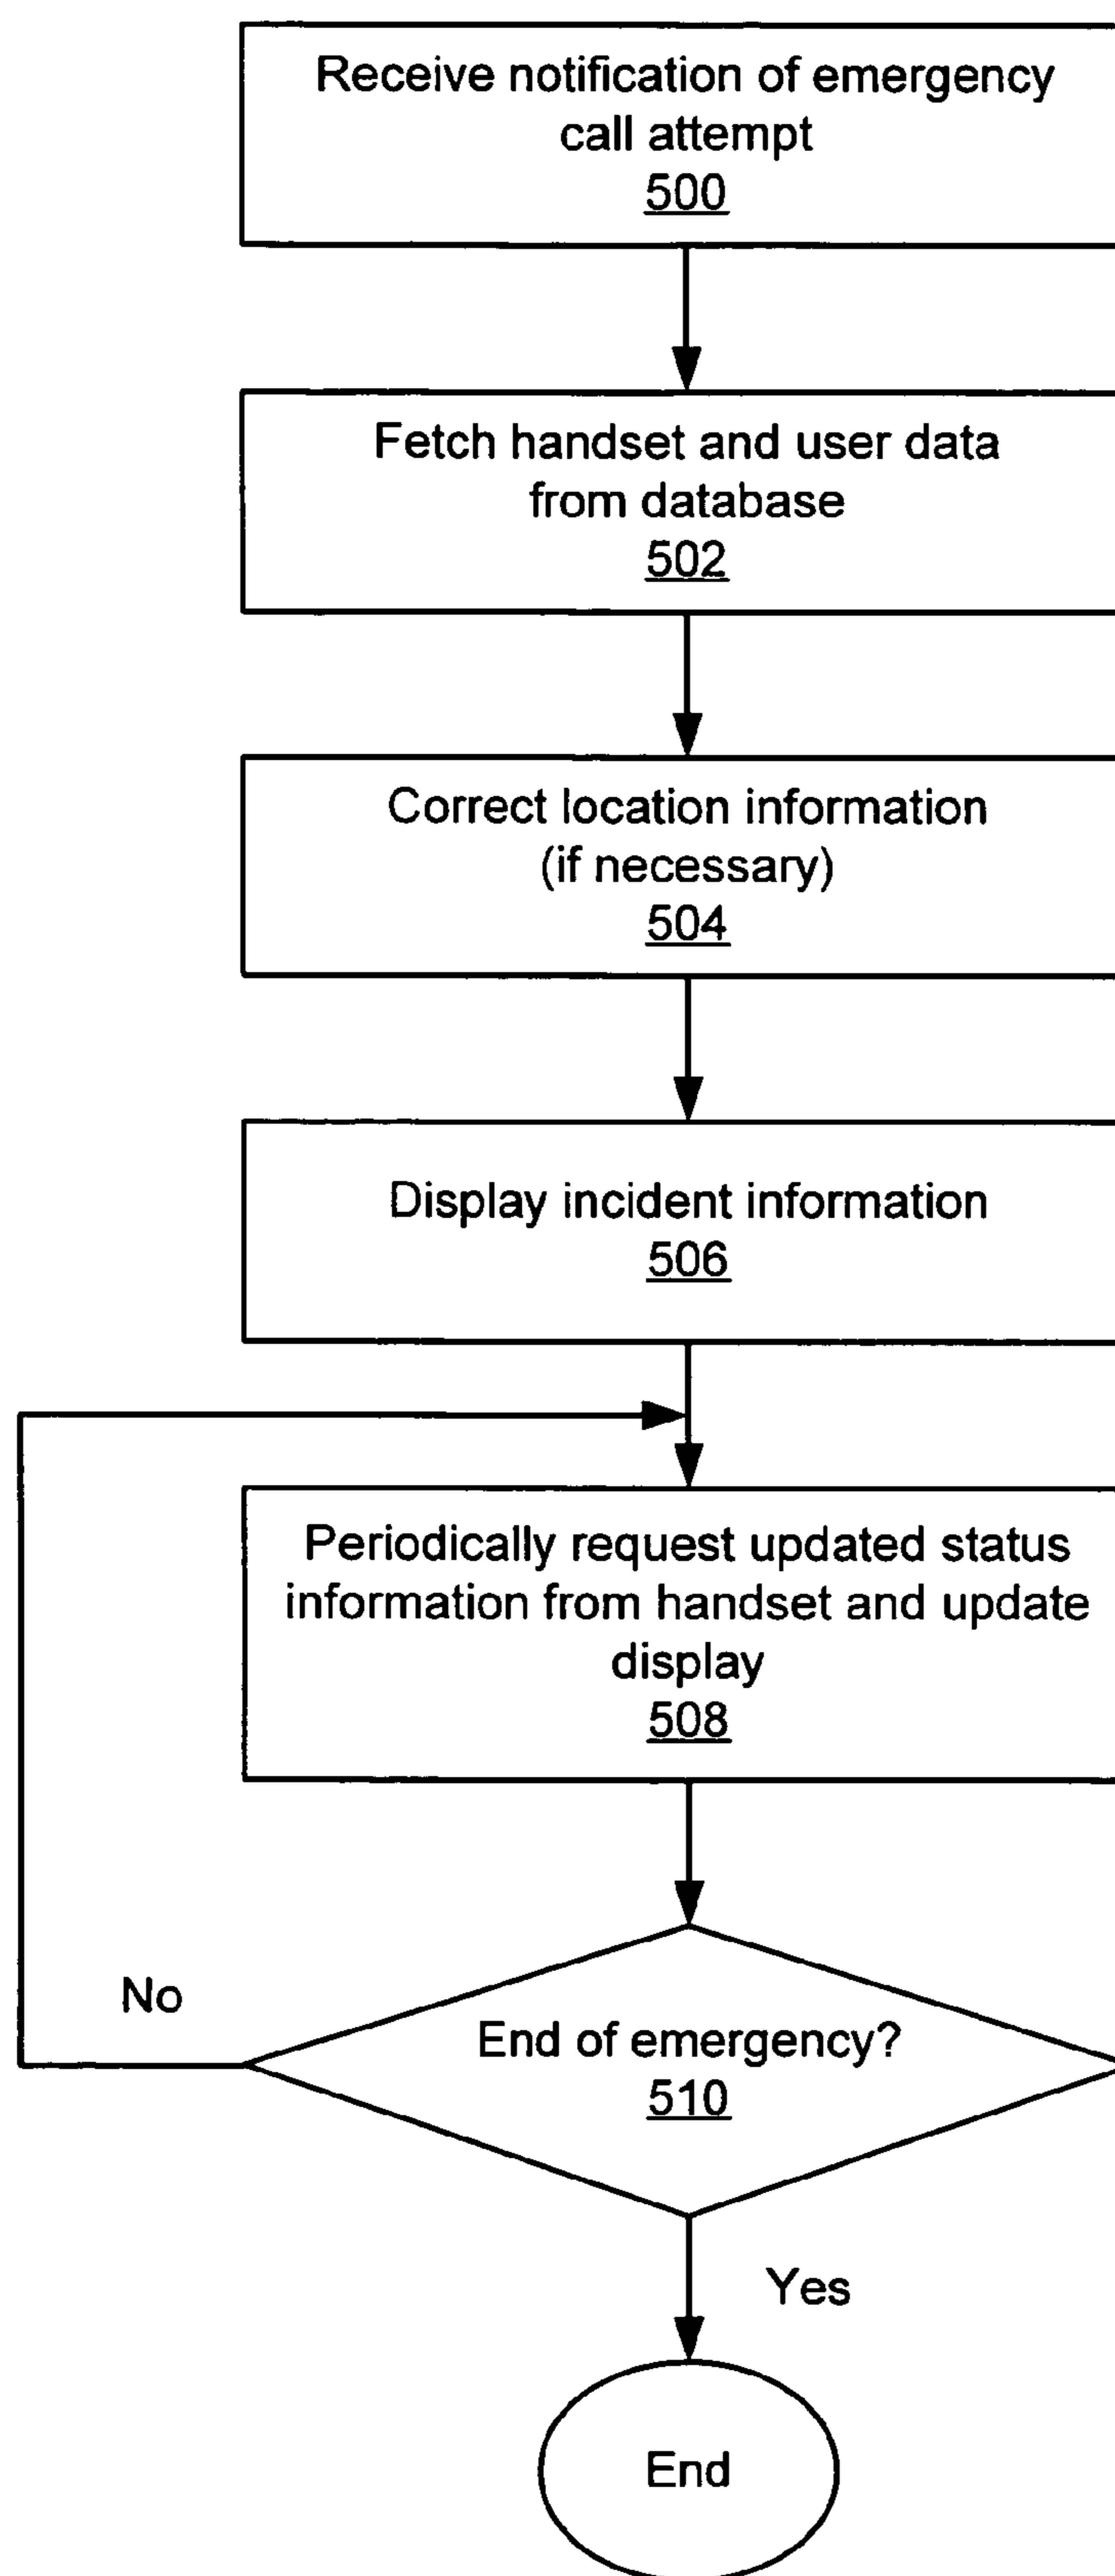 Receive notification of emergency
call attempt
500
Fetch handset and user data
from database
502
Correct location information
(if necessary)
504
Display incident information
506
Periodically request updated status
information from handset and update
display
508
No
End of emergency?
510
Yes
End